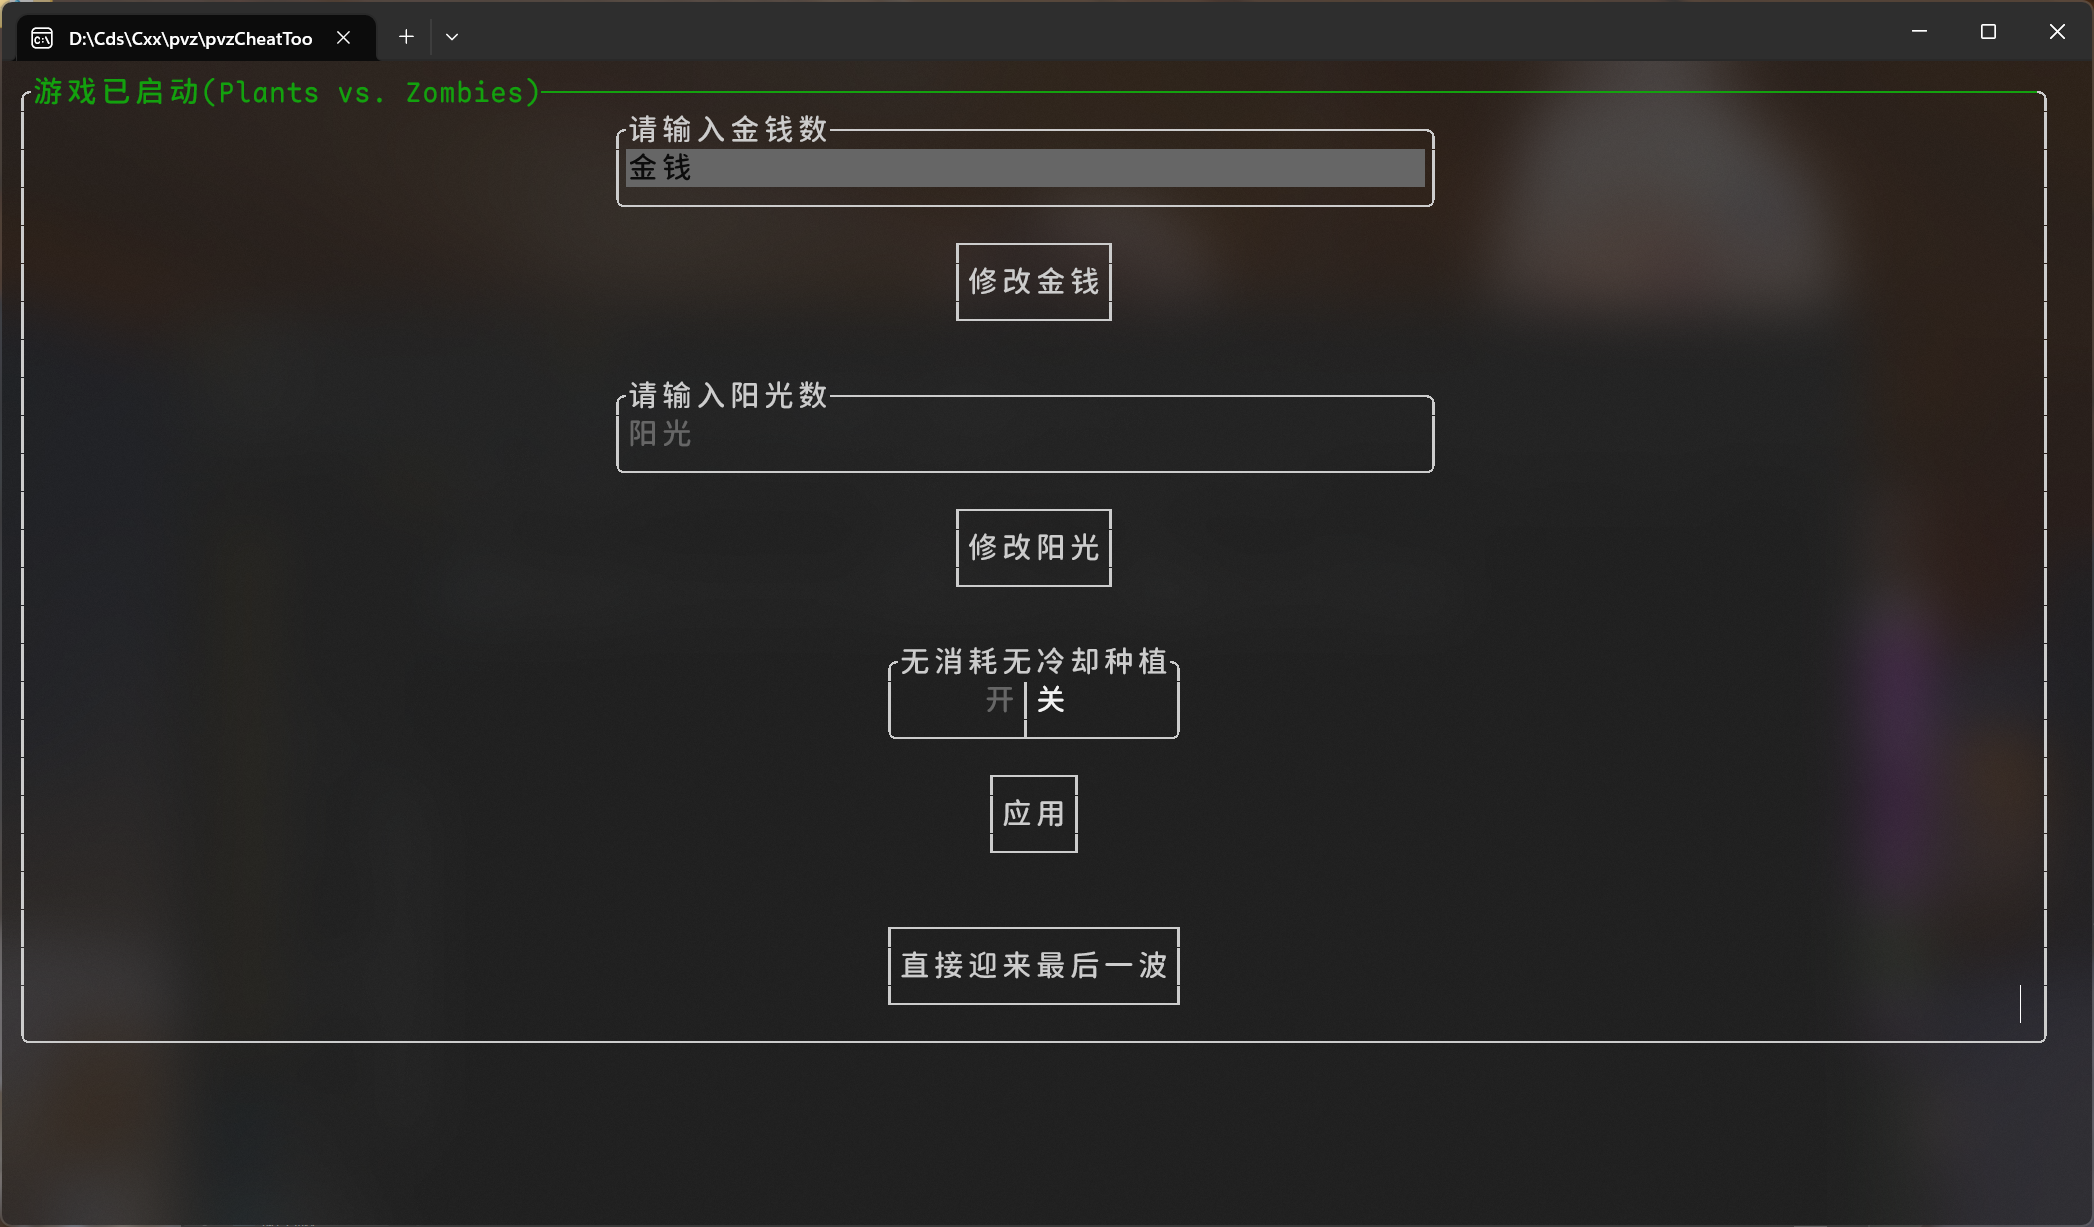 D:\Cds\Cxx\pvz\pvzCheatToo
游戏已启动(Plants vs. Zombies)
请输入金钱数
金钱
修改金钱
请输入阳光数
阳光
修改阳光
无消耗无冷却种植
开 关
应用
直接迎来最后一波